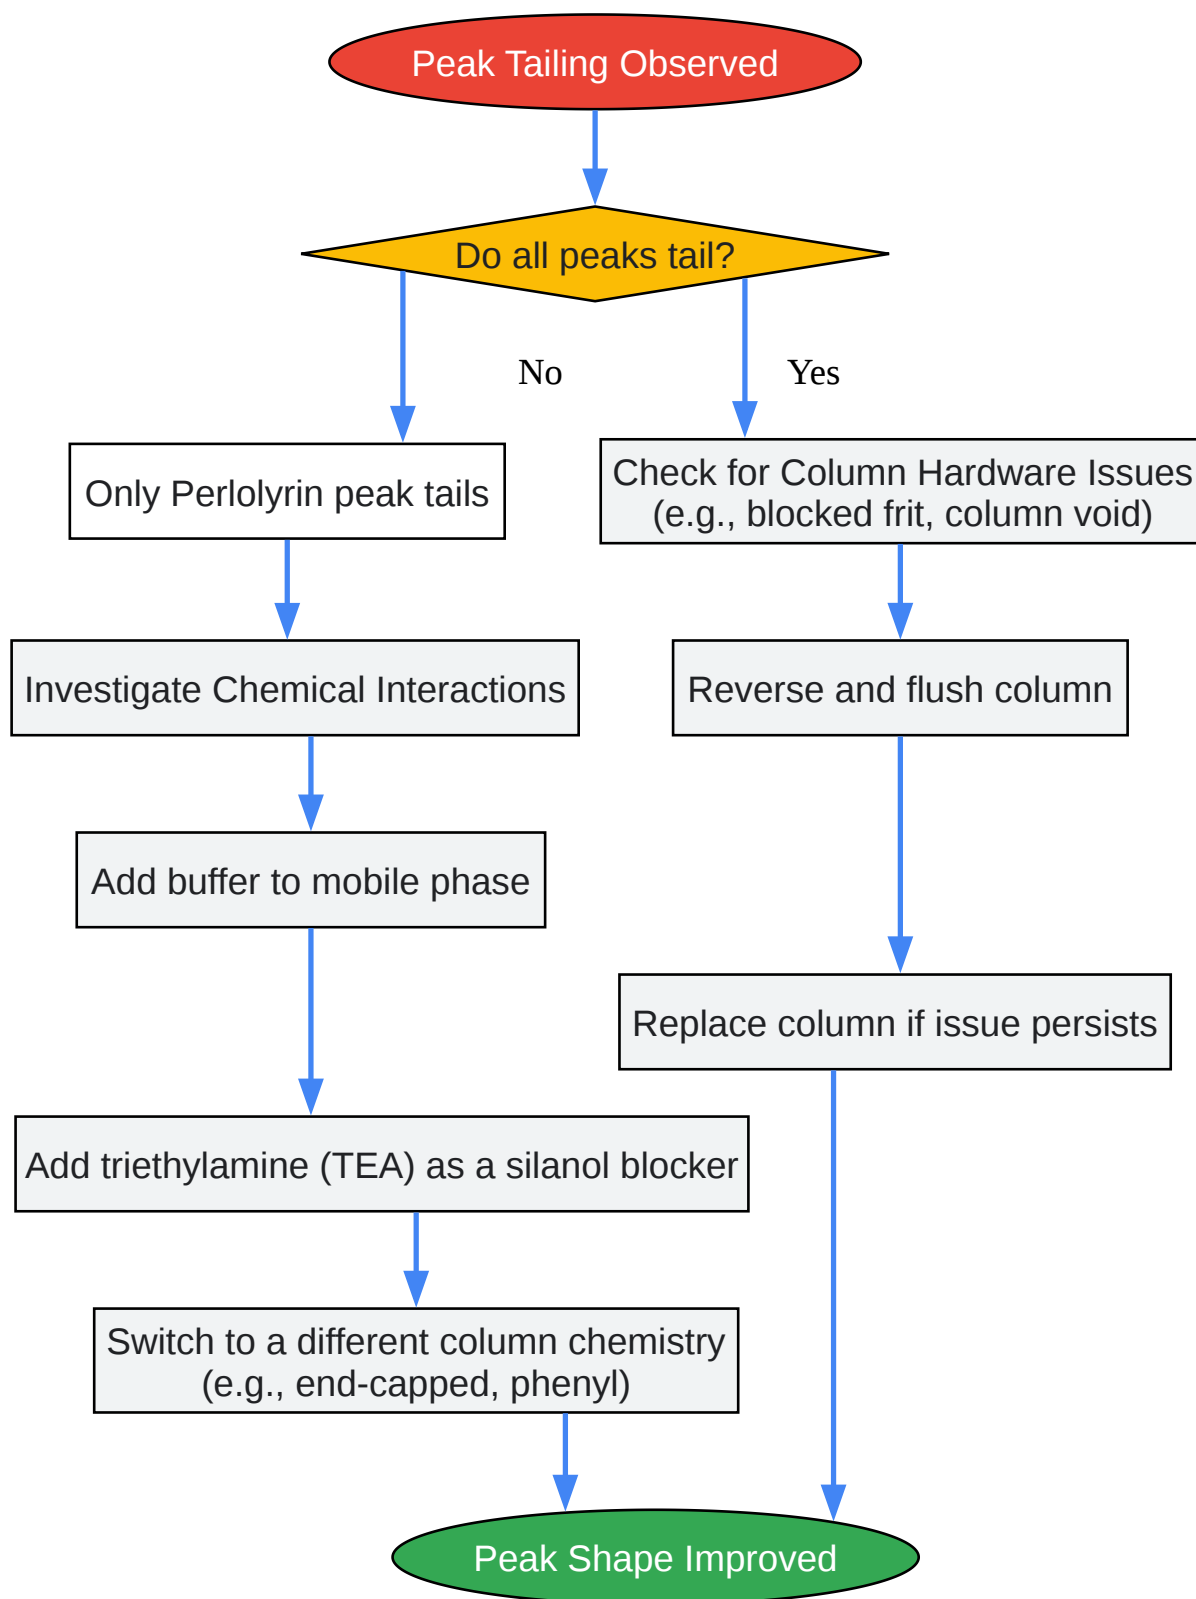 Peak Tailing Observed
Do all peaks tail?
No
Yes
Only Perlolyrin peak tails
Check for Column Hardware Issues
(e.g., blocked frit, column void)
Investigate Chemical Interactions
Reverse and flush column
Add buffer to mobile phase
Replace column if issue persists
Add triethylamine (TEA) as a silanol blocker
Switch to a different column chemistry
(e.g., end-capped, phenyl)
Peak Shape Improved